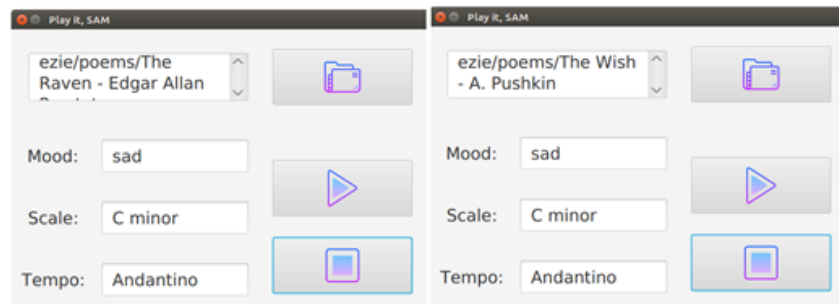 Play it, SAM
ezie/poems/The
Raven - Edgar Allan
Mood:
sad
Scale:
C minor
Tempo:
Andantino
Play it, SAM
ezie/poems/The Wish
- A. Pushkin
Mood:
sad
Scale:
C minor
Tempo:
Andantino